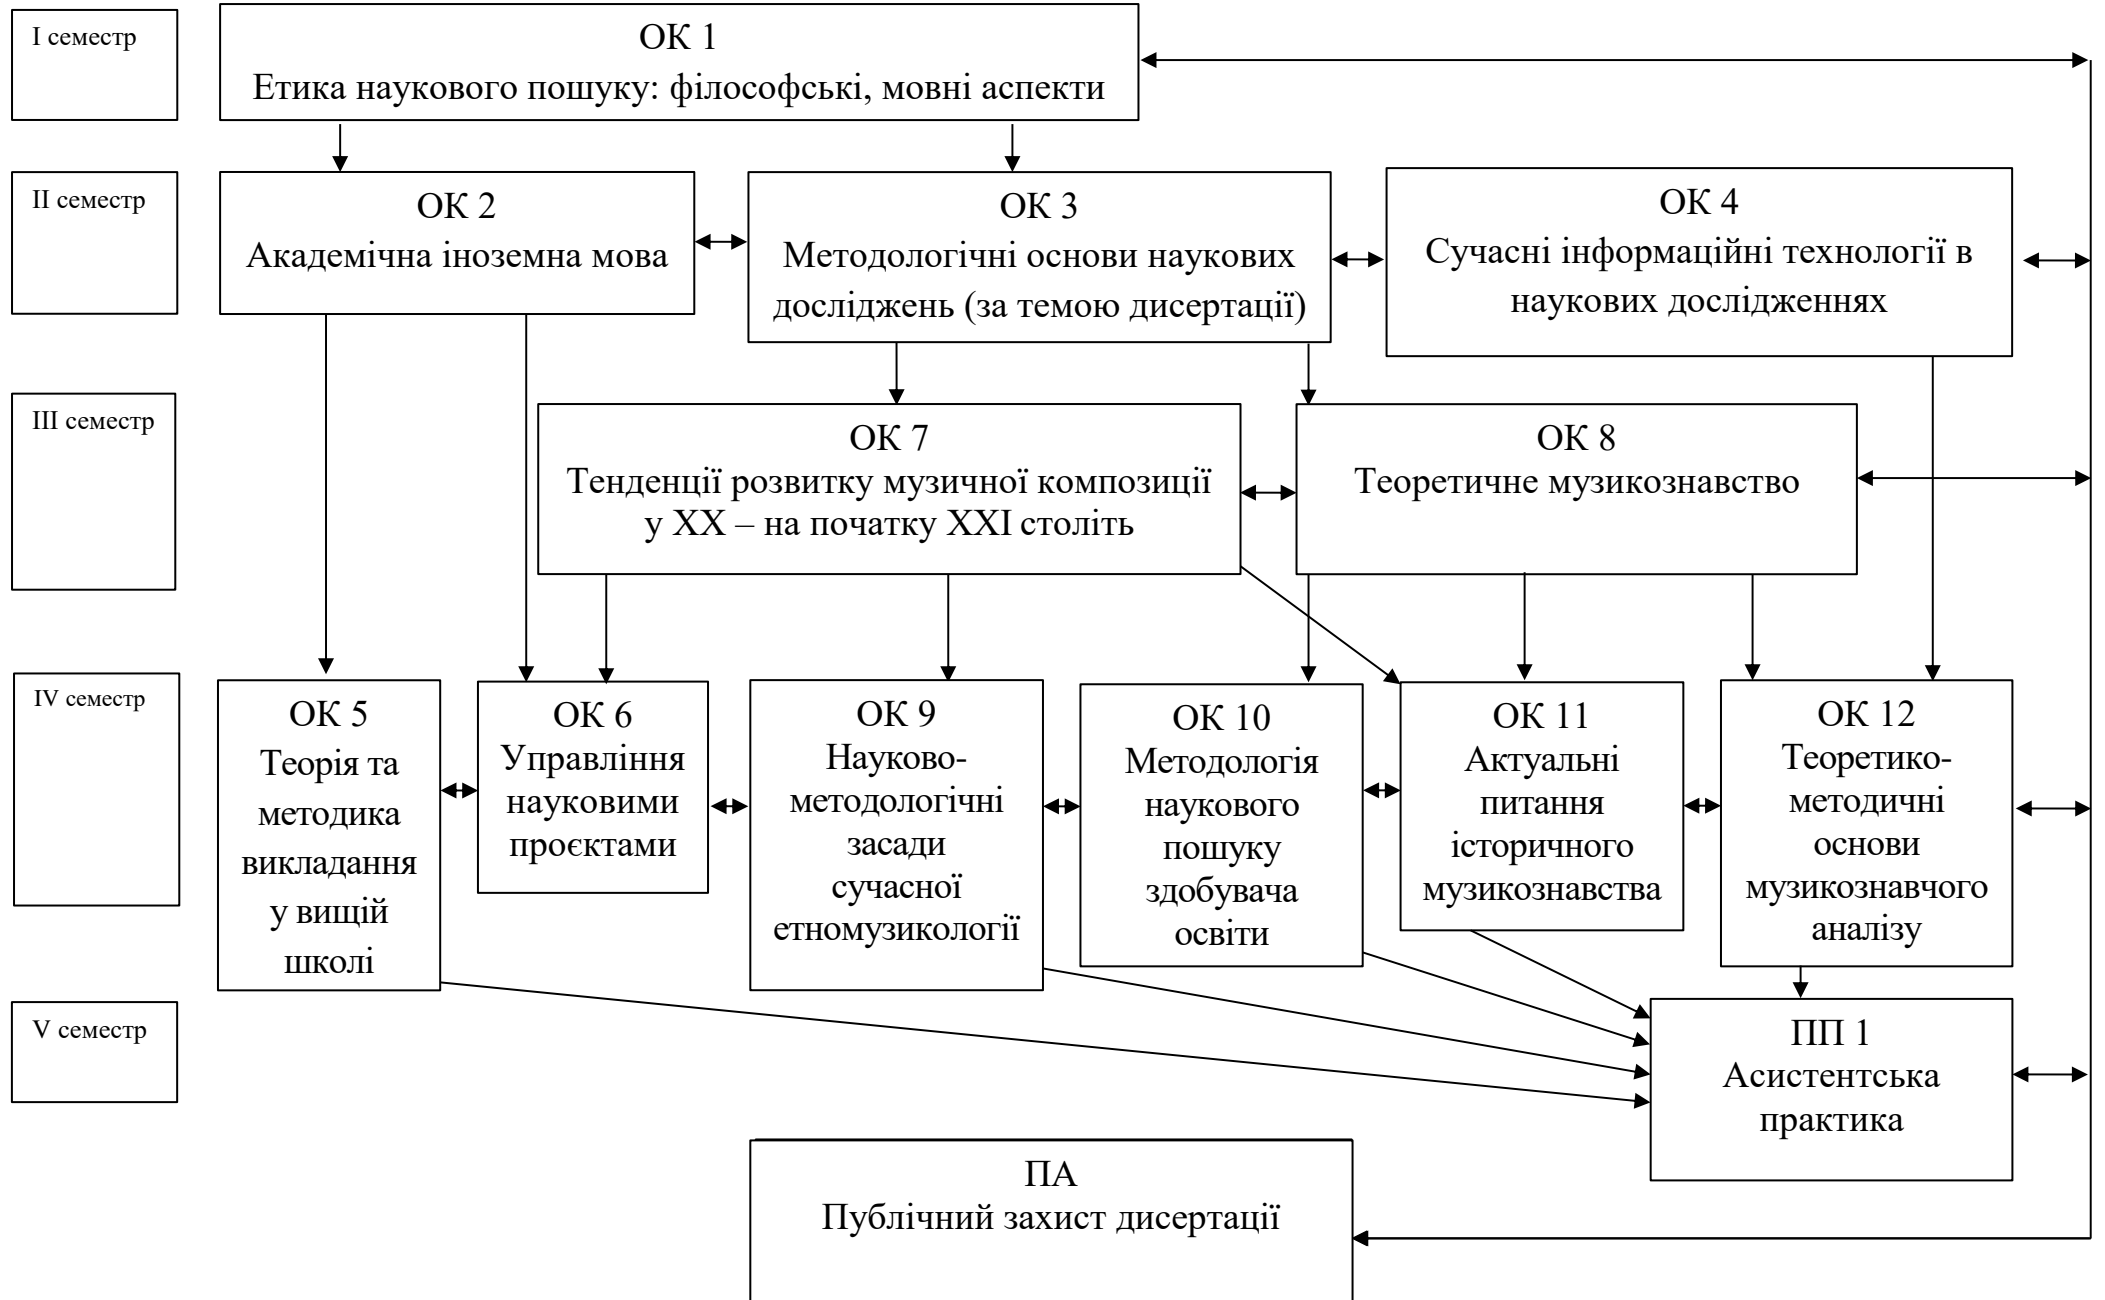 І семестр
ОК 1
Етика наукового пошуку: філософські, мовні аспекти
ІІ семестр
ОК 2
Академічна іноземна мова
ОК 3
Методологічні основи наукових
досліджень (за темою дисертації)
ОК 4
Сучасні інформаційні технології в
наукових дослідженнях
ІІІ семестр
ОК 7
Тенденції розвитку музичної композиції
у ХХ – на початку ХХІ століть
ОК 8
Теоретичне музикознавство
IV семестр
ОК 5
Теорія та
методика
викладання
у вищій
школі
ОК 6
Управління
науковими
проєктами
ОК 9
Науково-
методологічні
засади
сучасної
етномузикології
ОК 10
Методологія
наукового
пошуку
здобувача
освіти
ОК 11
Актуальні
питання
історичного
музикознавства
ОК 12
Теоретико-
методичні
основи
музикознавчого
аналізу
V семестр
ПП 1
Асистентська
практика
ПА
Публічний захист дисертації